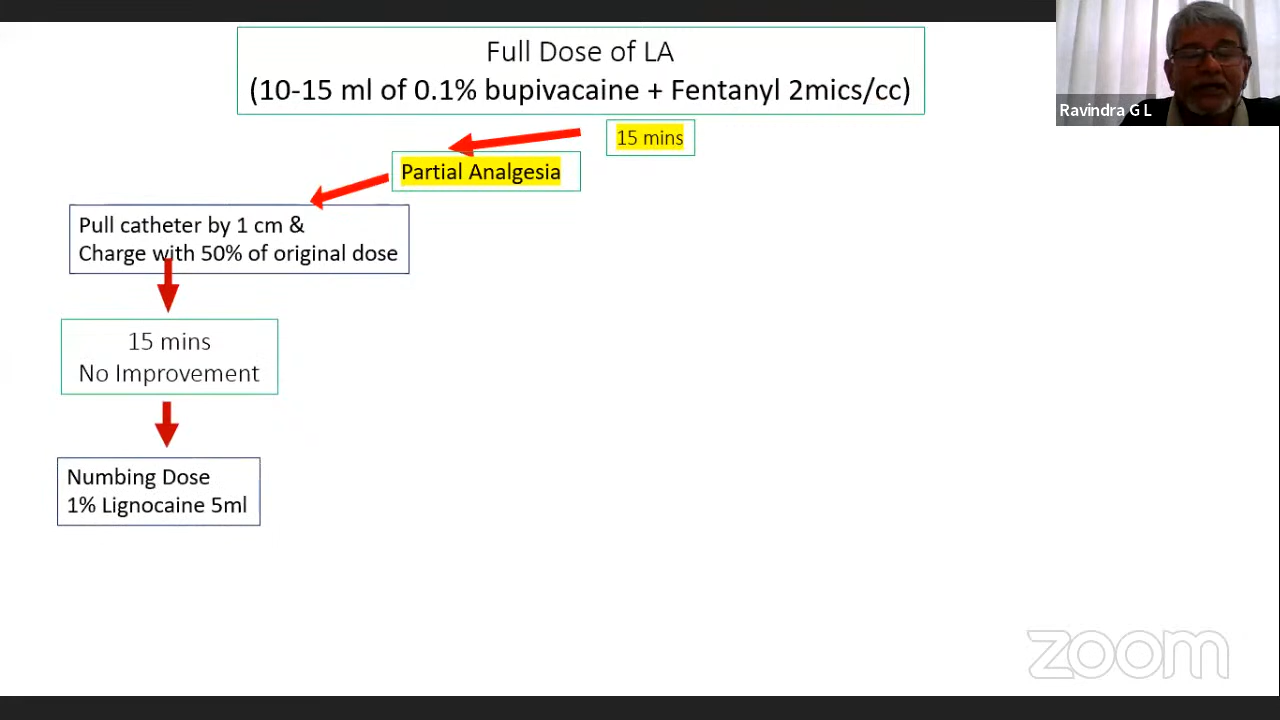 Full Dose of LA
(10-15 ml of 0.1% bupivacaine + Fentanyl 2mics/cc)
Ravindra G L
15 mins
Partial Analgesia
Pull catheter by 1 cm &
Charge with 50% of original dose
15 mins
No Improvement
Numbing Dose
1% Lignocaine 5ml
zoom